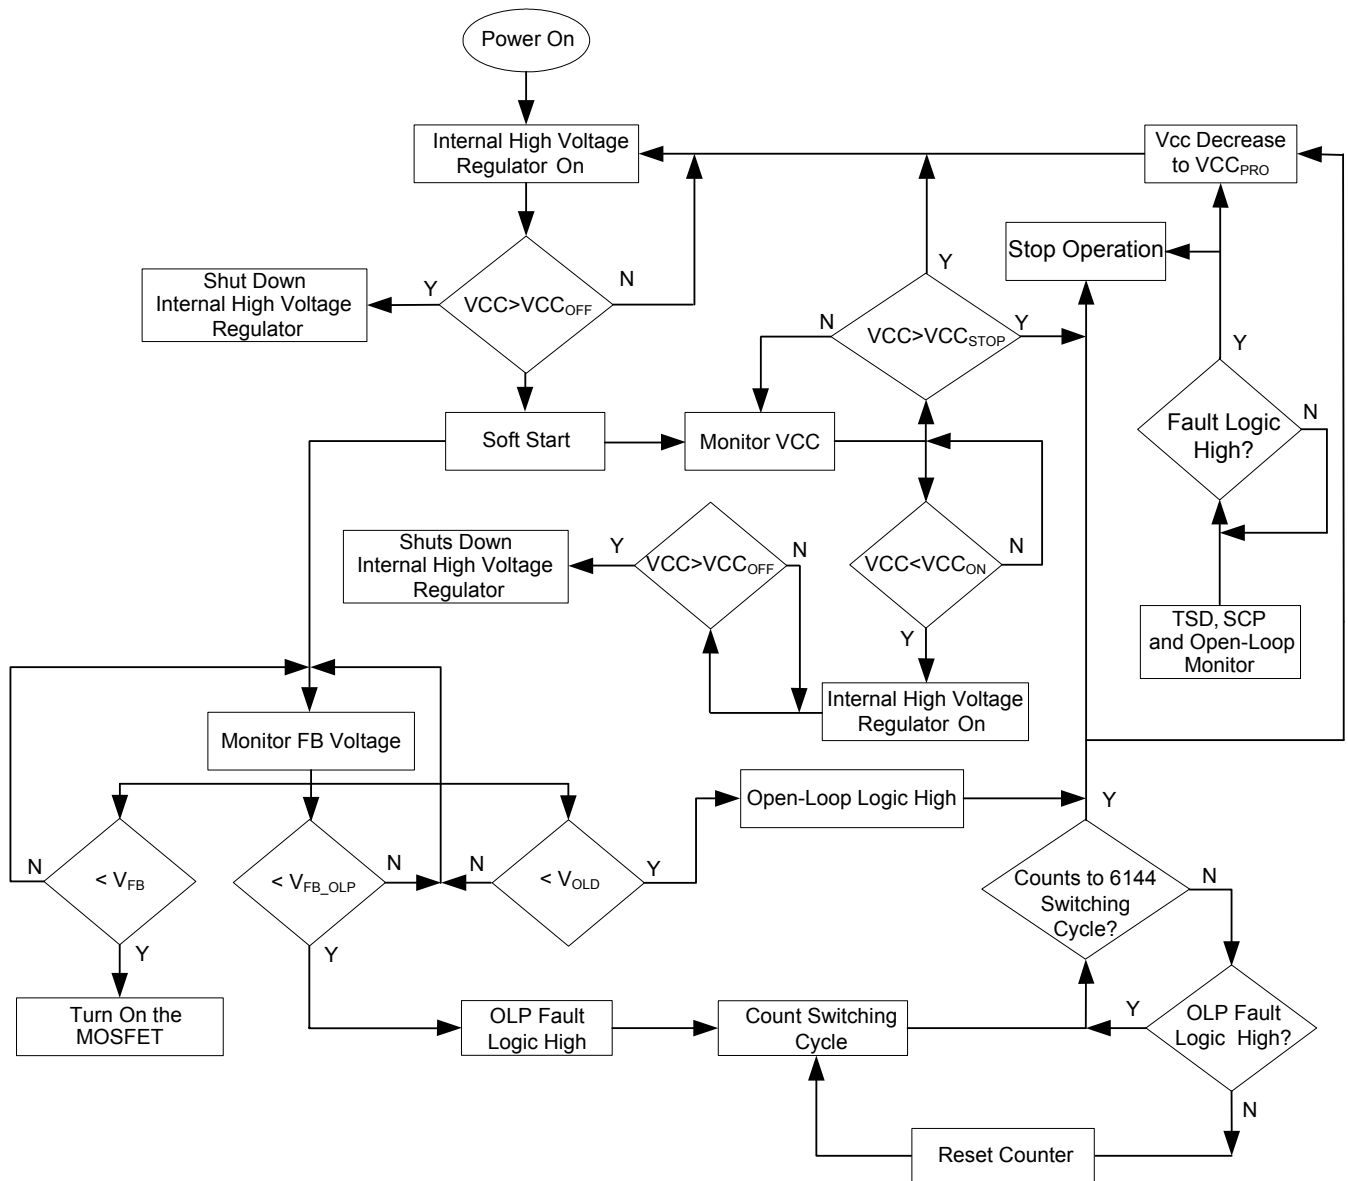 Power On
Internal High Voltage
Regulator On
Vcc Decrease
to VCCPRO
Stop Operation
Shut Down
Internal High Voltage
Regulator
Y
VCC>VCCOFF
N
Y
N
VCC>VCCSTOP
Y
Y
Fault Logic
High?
N
Soft Start
Monitor VCC
Shuts Down
Internal High Voltage
Regulator
Y
VCC>VCCOFF
N
VCC<VCCON
N
Y
TSD, SCP
and Open-Loop
Monitor
Internal High Voltage
Regulator On
Monitor FB Voltage
Open-Loop Logic High
Y
N
< VFB
Y
< VFB_OLP
N
Y
N
< VOLD
Y
Counts to 6144
Switching
Cycle?
N
Turn On the
MOSFET
OLP Fault
Logic High
Count Switching
Cycle
Y
OLP Fault
Logic High?
N
Reset Counter